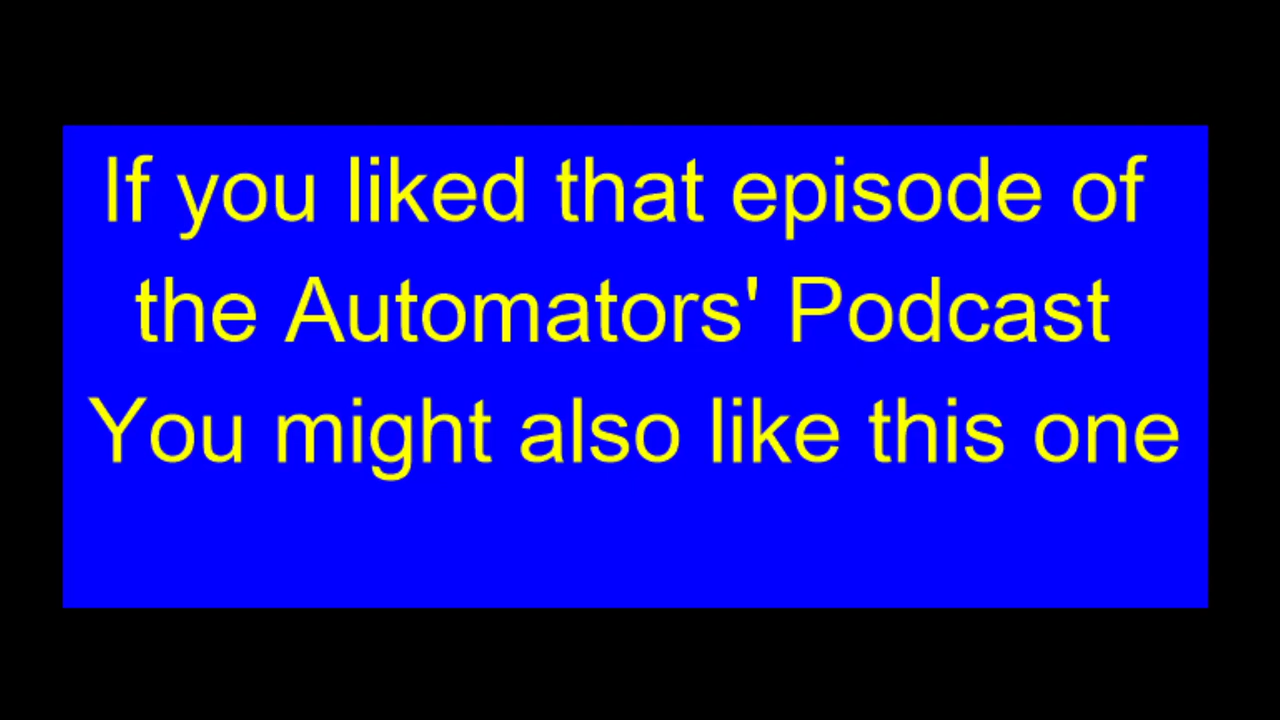 If you liked that episode of
the Automators' Podcast
You might also like this one